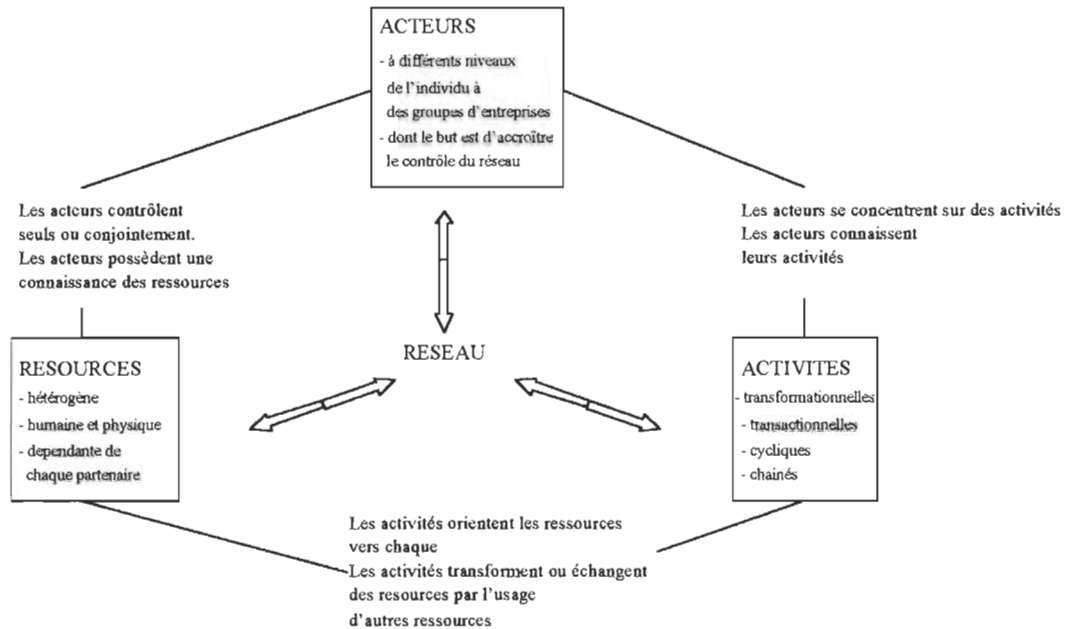 ACTEURS
- à différents niveaux
de l'individu à
des groupes d'entreprises
- dont le but est d'accroître
le contrôle du réseau
Les acteurs contrôlent
seuls ou conjointement.
Les acteurs possèdent une
connaissance des ressources
Les acteurs se concentrent sur des activités
Les acteurs connaissent
leurs activités
RESEAU
RESOURCES
- hétérogène
- humaine et physique
- dependante de
chaque partenaire
ACTIVITES
- transformationnelles
- transactionnelles
- cycliques
- chainés
Les activités orientent les ressources
vers chaque
Les activités transforment ou échangent
des resources par l'usage
d'autres ressources